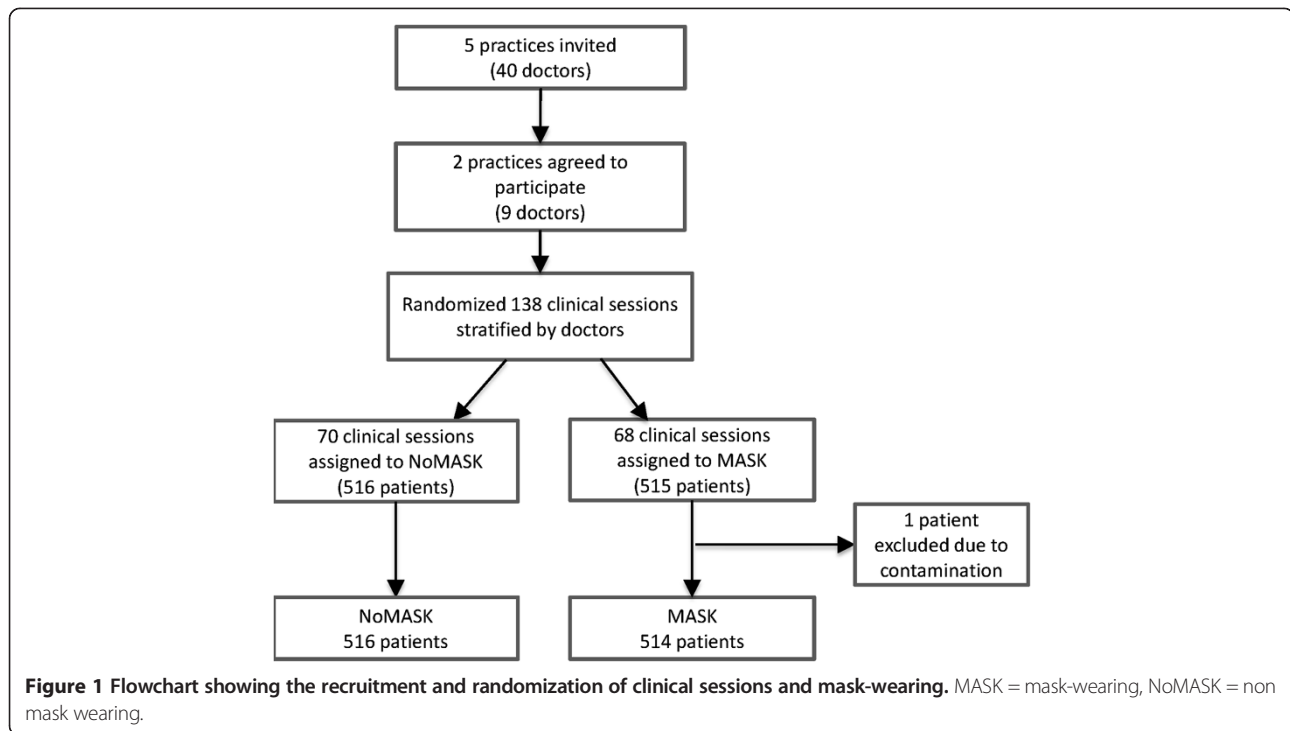 5 practices invited
(40 doctors)
2 practices agreed to
participate
(9 doctors)
Randomized 138 clinical sessions
stratified by doctors
70 clinical sessions
assigned to NoMASK
(516 patients)
68 clinical sessions
assigned to MASK
(515 patients)
1 patient
excluded due to
contamination
NoMASK
516 patients
MASK
514 patients
Figure 1 Flowchart showing the recruitment and randomization of clinical sessions and mask-wearing. MASK = mask-wearing, NoMASK = non
mask wearing.